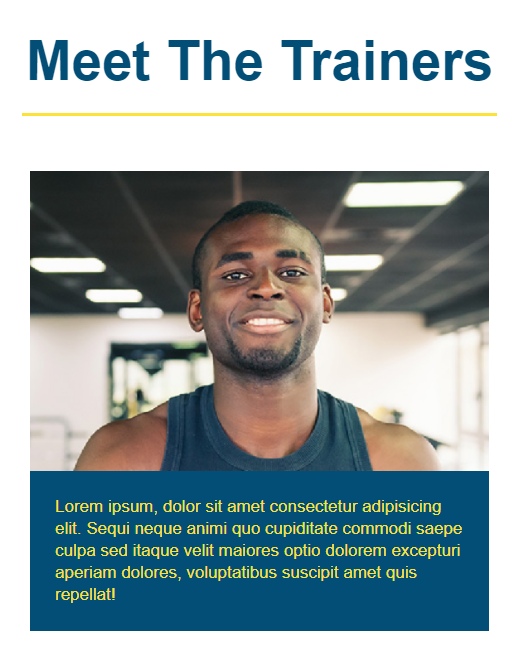 Meet The Trainers
Lorem ipsum, dolor sit amet consectetur adipisicing
elit. Sequi neque animi quo cupiditate commodi saepe
culpa sed itaque velit maiores optio dolorem excepturi
aperiam dolores, voluptatibus suscipit amet quis
repellat!